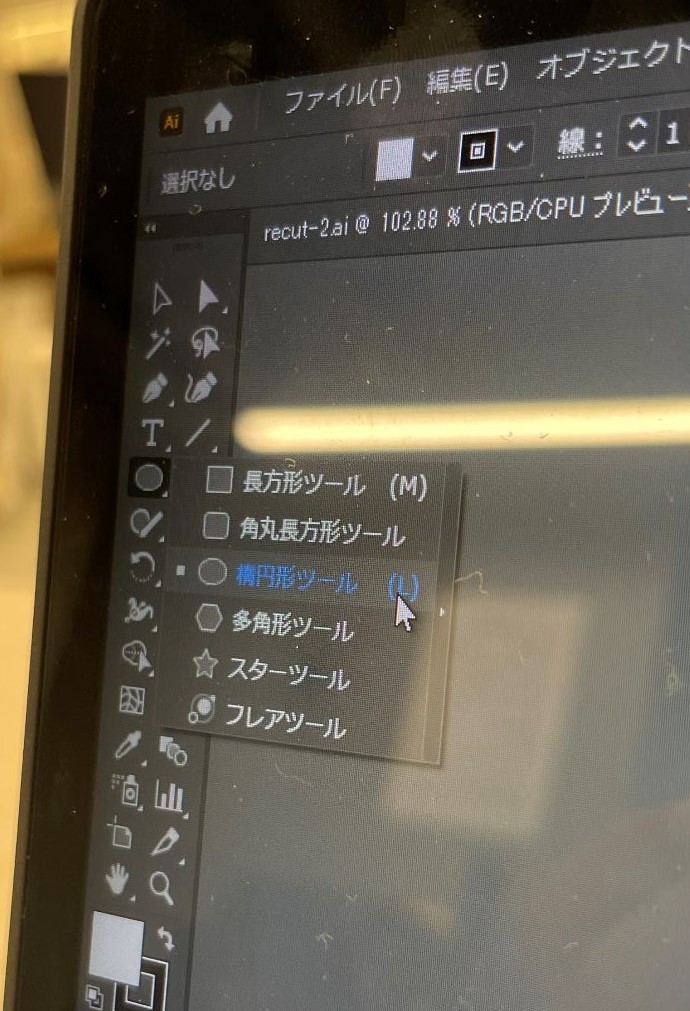 Ai ファイル(F) 編集(E) オブジェクト
選択なし 線: 1
recut-2.ai @ 102.88 % (RGB/CPU プレビュー
T
長方形ツール (M)
角丸長方形ツール
楕円形ツール (L)
多角形ツール
スターツール
フレアツール